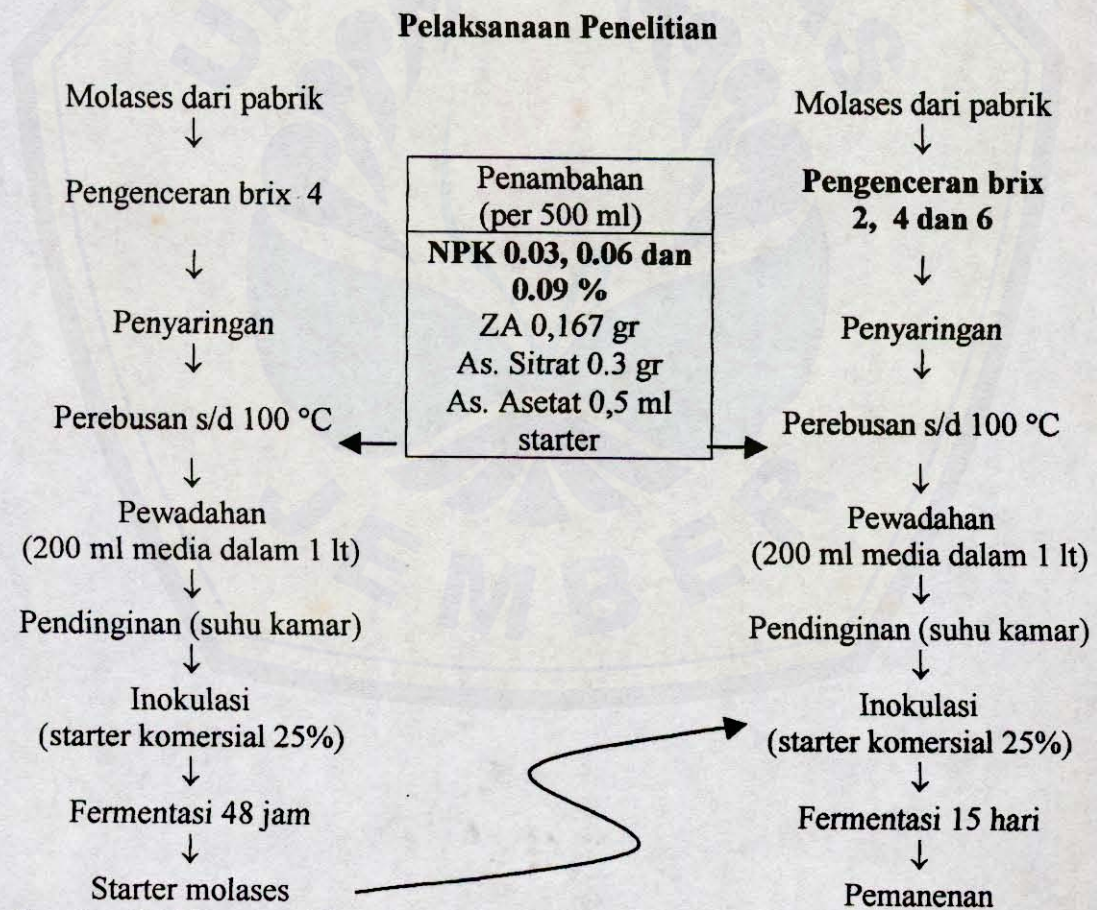 Pelaksanaan Penelitian
Molases dari pabrik
↓
Pengenceran brix 4
↓
Penyaringan
↓
Perebusan s/d 100 °C
↓
Pewadahan
(200 ml media dalam 1 lt)
↓
Pendinginan (suhu kamar)
↓
Inokulasi
(starter komersial 25%)
↓
Fermentasi 48 jam
↓
Starter molases
Penambahan
(per 500 ml)
NPK 0.03, 0.06 dan
0.09 %
ZA 0,167 gr
As. Sitrat 0.3 gr
As. Asetat 0,5 ml
starter
Molases dari pabrik
↓
Pengenceran brix
2, 4 dan 6
↓
Penyaringan
↓
Perebusan s/d 100 °C
↓
Pewadahan
(200 ml media dalam 1 lt)
↓
Pendinginan (suhu kamar)
↓
Inokulasi
(starter komersial 25%)
↓
Fermentasi 15 hari
↓
Pemanenan
JEMBER